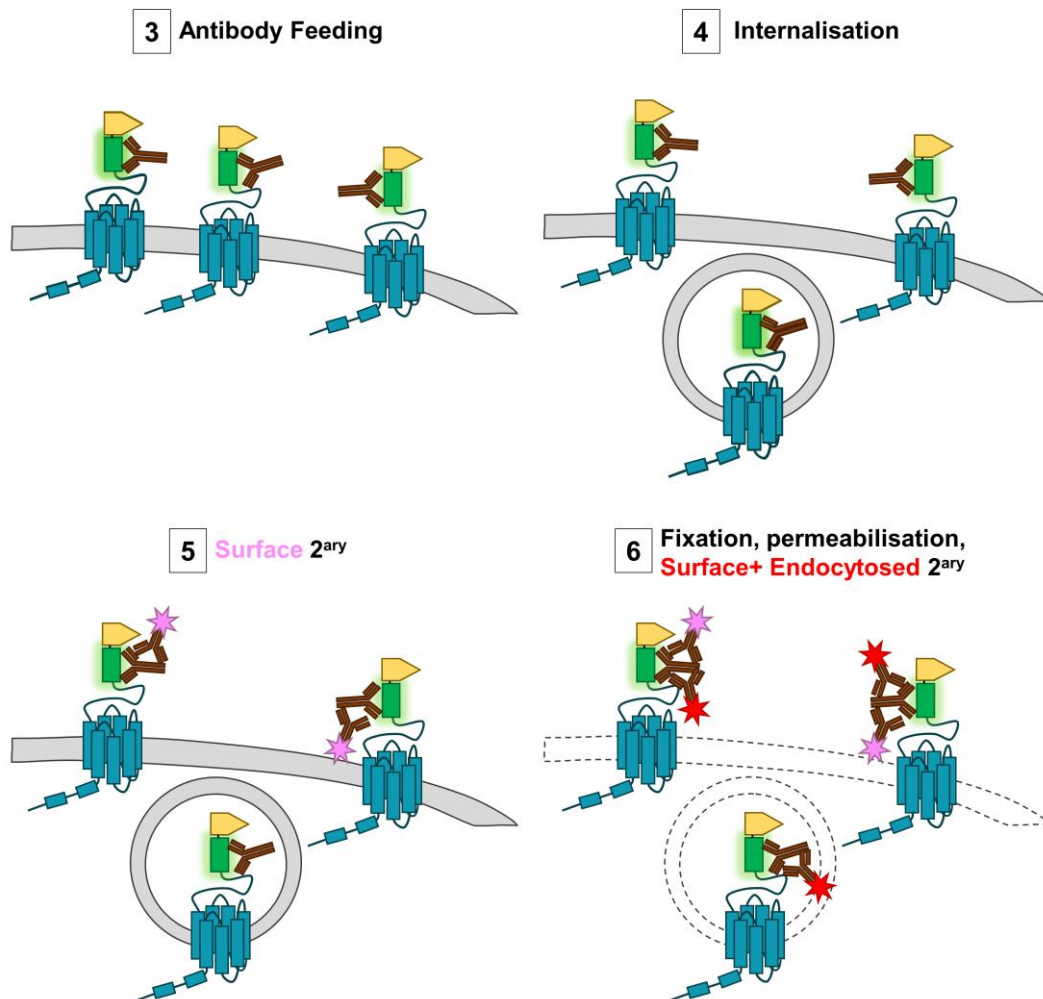 3 Antibody Feeding
4 Internalisation
5 Surface 2ary
6 Fixation, permeabilisation,
Surface+ Endocytosed 2ary